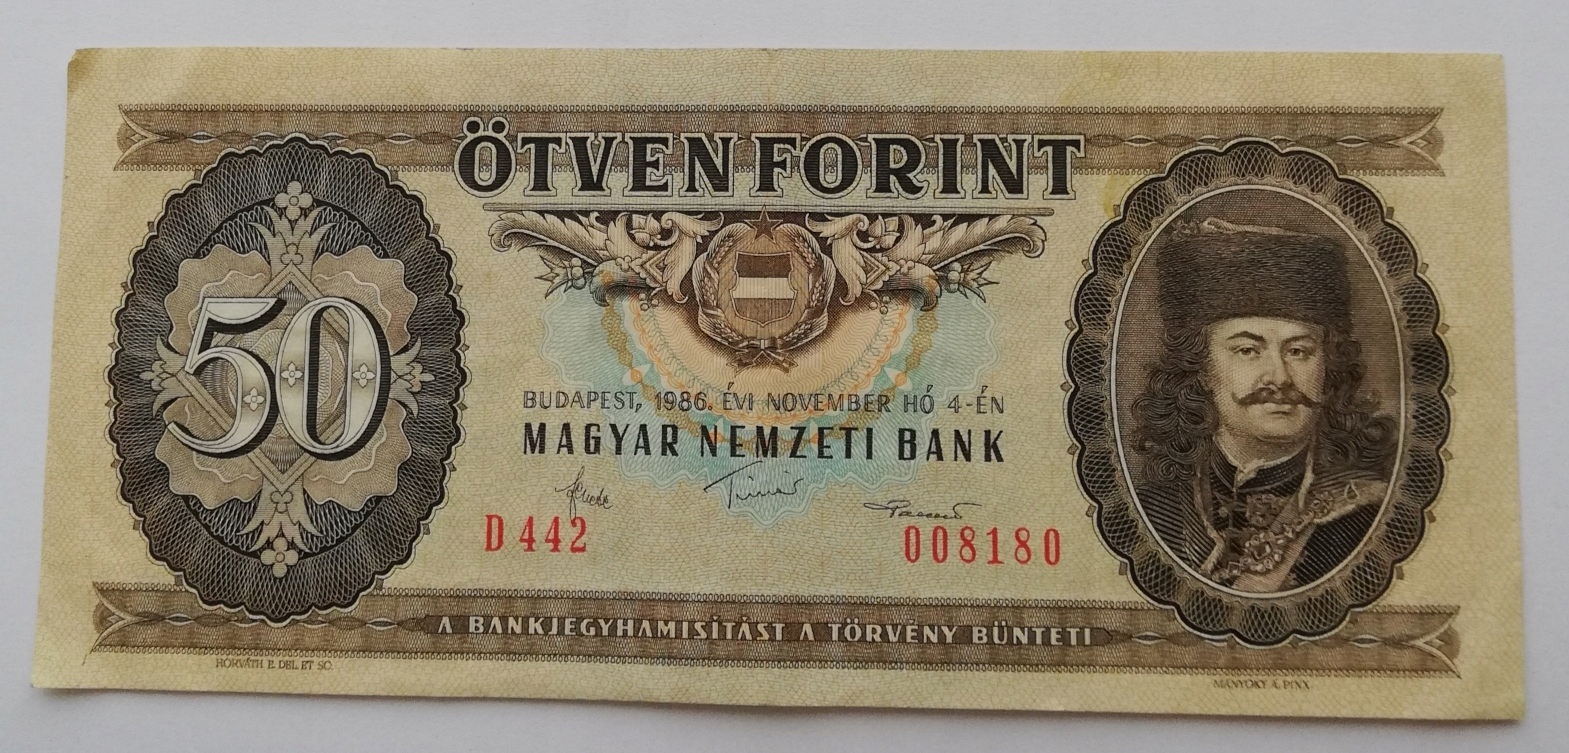 ÖTVEN FORINT
50
BUDAPEST, 1986. ÉVI NOVEMBER HÓ 4-ÉN
MAGYAR NEMZETI BANK
D 442
008180
A BANKJEGYHAMISÍTÁST A TÖRVÉNY BÜNTETI
HORVÁTH E. DEL. ET SC.
MÁNYOKY Á. PINX.